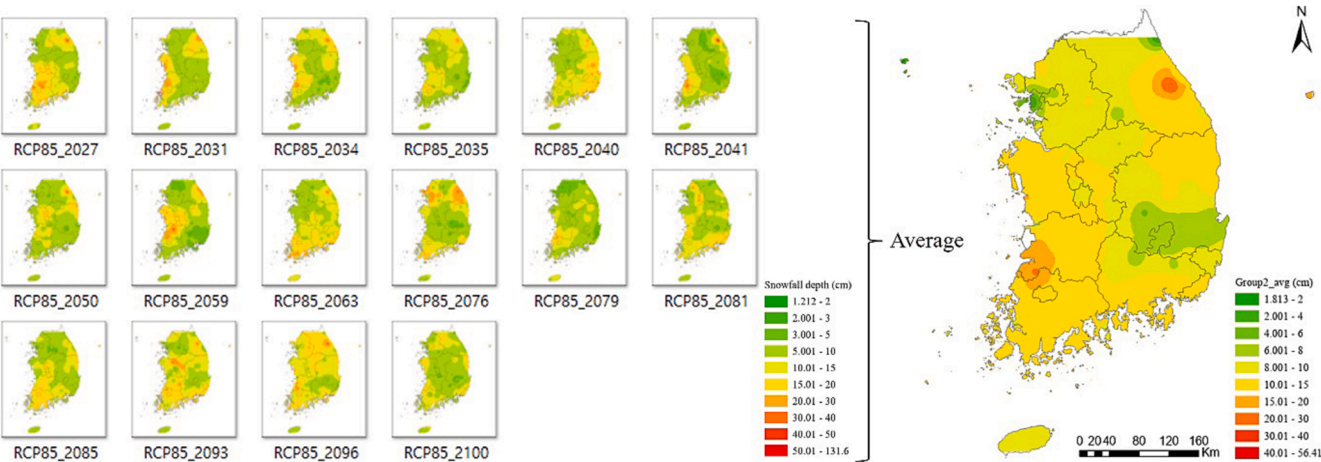 RCP85_2027 RCP85_2031 RCP85_2034 RCP85_2035 RCP85_2040 RCP85_2041
RCP85_2050 RCP85_2059 RCP85_2063 RCP85_2076 RCP85_2079 RCP85_2081
RCP85_2085 RCP85_2093 RCP85_2096 RCP85_2100
Snowfall depth (cm)
1.212 - 2
2.001 - 3
3.001 - 5
5.001 - 10
10.01 - 15
15.01 - 20
20.01 - 30
30.01 - 40
40.01 - 50
50.01 - 131.6
Average
N
0 2040 80 120 160
Km
Group2_avg (cm)
1.813 - 2
2.001 - 4
4.001 - 6
6.001 - 8
8.001 - 10
10.01 - 15
15.01 - 20
20.01 - 30
30.01 - 40
40.01 - 56.41